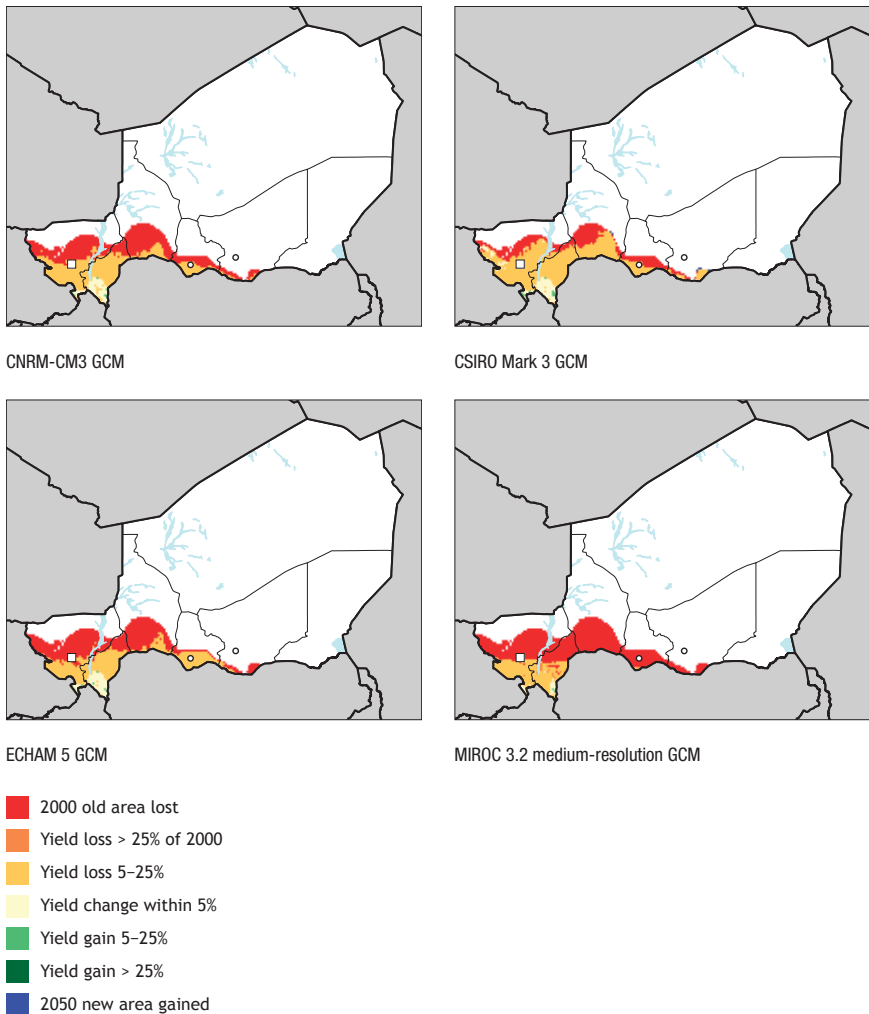 CNRM-CM3 GCM
CSIRO Mark 3 GCM
ECHAM 5 GCM
MIROC 3.2 medium-resolution GCM
2000 old area lost
Yield loss > 25% of 2000
Yield loss 5–25%
Yield change within 5%
Yield gain 5–25%
Yield gain > 25%
2050 new area gained